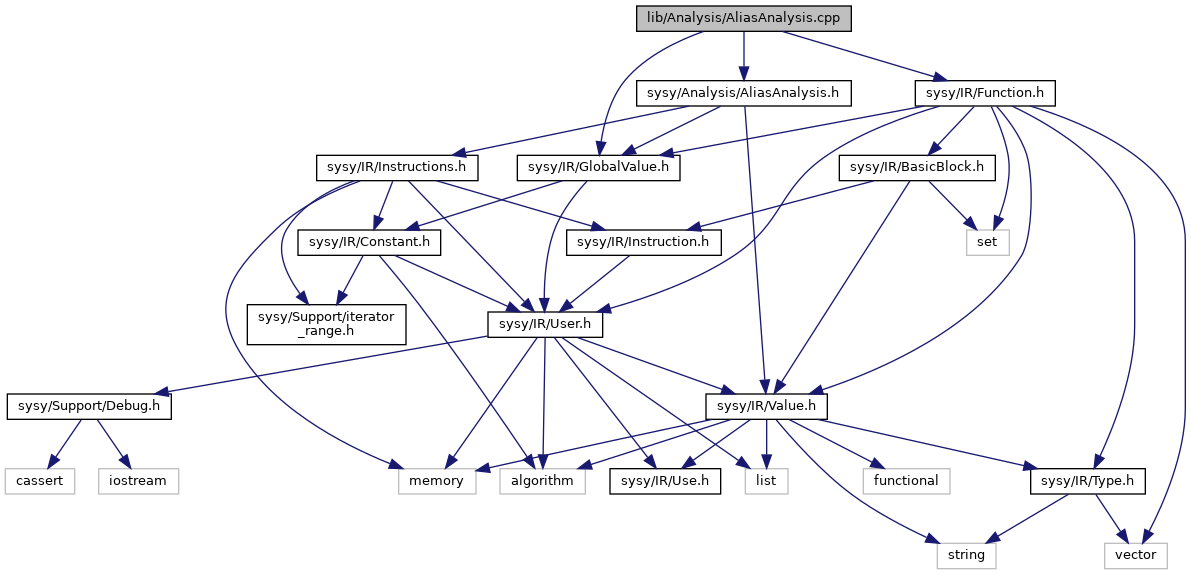 lib/Analysis/AliasAnalysis.cpp
sysy/Analysis/AliasAnalysis.h
sysy/IR/Function.h
sysy/IR/Instructions.h
sysy/IR/GlobalValue.h
sysy/IR/BasicBlock.h
sysy/IR/Constant.h
sysy/IR/Instruction.h
set
sysy/Support/iterator
_range.h
sysy/IR/User.h
sysy/Support/Debug.h
sysy/IR/Value.h
cassert
iostream
memory
algorithm
sysy/IR/Use.h
list
functional
sysy/IR/Type.h
string
vector